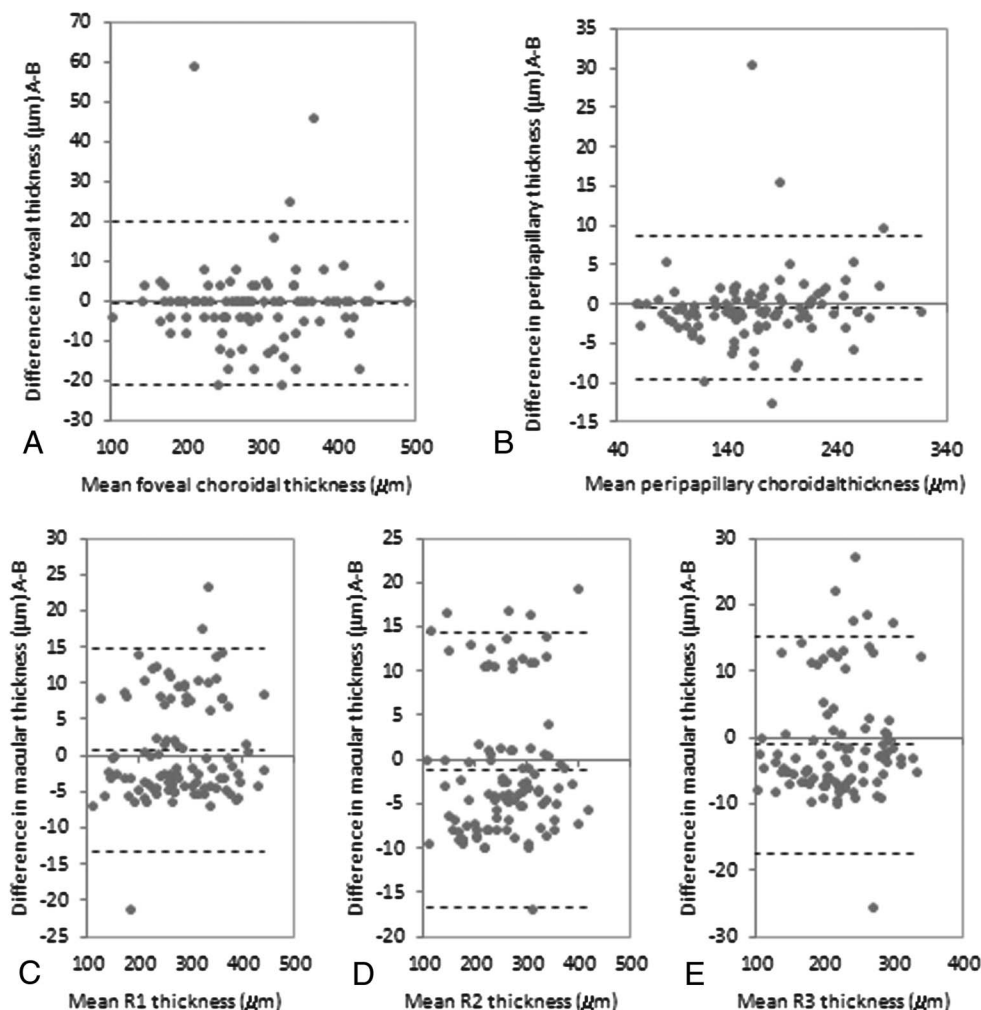 Difference in foveal thickness (µm) A-B
70
60
50
40
30
20
10
0
-10
-20
-30
100 200 300 400 500
Mean foveal choroidal thickness (µm)
A
Difference in peripapillary thickness (µm) A-B
35
30
25
20
15
10
5
0
-5
-10
-15
40 140 240 340
Mean peripapillary choroidalthickness (µm)
B
Difference in macular thickness (µm) A-B
30
25
20
15
10
5
0
-5
-10
-15
-20
-25
100 200 300 400 500
Mean R1 thickness (µm)
C
Difference in macular thickness (µm) A-B
25
20
15
10
5
0
-5
-10
-15
-20
100 200 300 400 500
Mean R2 thickness (µm)
D
Difference in macular thickness (µm) A-B
30
20
10
0
-10
-20
-30
100 200 300 400
Mean R3 thickness (µm)
E